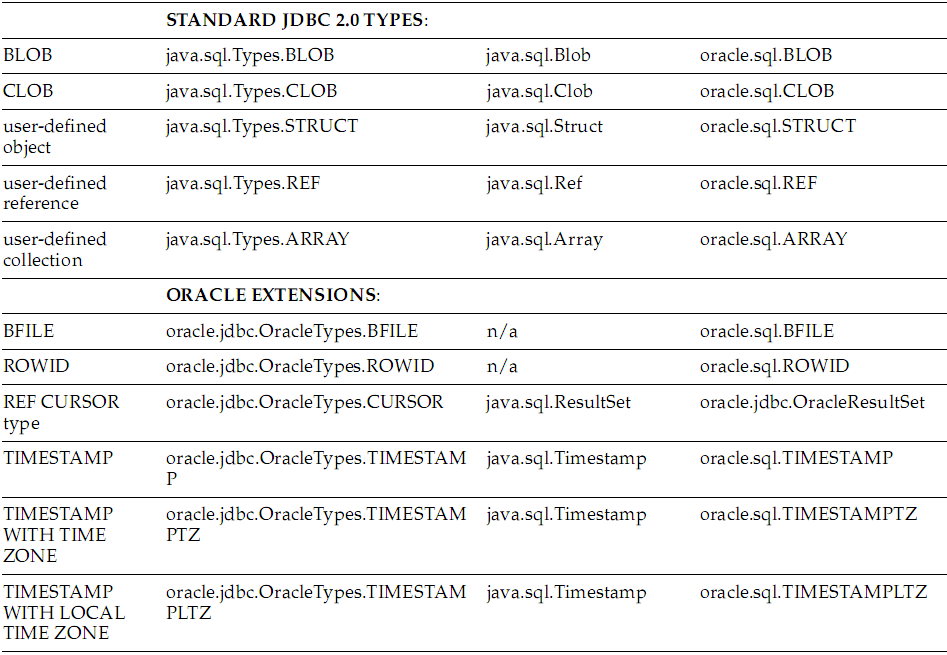 STANDARD JDBC 2.0 TYPES:
BLOB java.sql.Types.BLOB java.sql.Blob oracle.sql.BLOB
CLOB java.sql.Types.CLOB java.sql.Clob oracle.sql.CLOB
user-defined java.sql.Types.STRUCT java.sql.Struct oracle.sql.STRUCT
object
user-defined java.sql.Types.REF java.sql.Ref oracle.sql.REF
reference
user-defined java.sql.Types.ARRAY java.sql.Array oracle.sql.ARRAY
collection
ORACLE EXTENSIONS:
BFILE oracle.jdbc.OracleTypes.BFILE n/a oracle.sql.BFILE
ROWID oracle.jdbc.OracleTypes.ROWID n/a oracle.sql.ROWID
REF CURSOR oracle.jdbc.OracleTypes.CURSOR java.sql.ResultSet oracle.jdbc.OracleResultSet
type
TIMESTAMP oracle.jdbc.OracleTypes.TIMESTAM java.sql.Timestamp oracle.sql.TIMESTAMP
P
TIMESTAMP oracle.jdbc.OracleTypes.TIMESTAM java.sql.Timestamp oracle.sql.TIMESTAMPTZ
WITH TIME PTZ
ZONE
TIMESTAMP oracle.jdbc.OracleTypes.TIMESTAM java.sql.Timestamp oracle.sql.TIMESTAMPLTZ
WITH LOCAL PLTZ
TIME ZONE